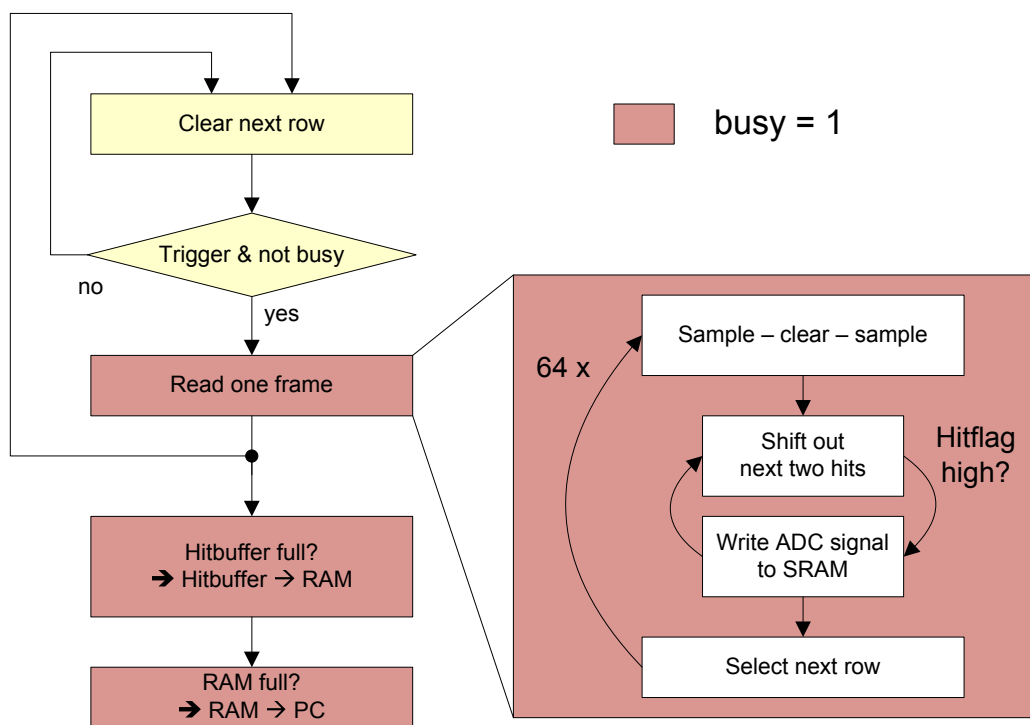 Clear next row
busy = 1
Trigger & not busy
no
yes
Read one frame
Hitbuffer full?
➔ Hitbuffer → RAM
RAM full?
➔ RAM → PC
Sample – clear – sample
64 x
Shift out
next two hits
Hitflag
high?
Write ADC signal
to SRAM
Select next row